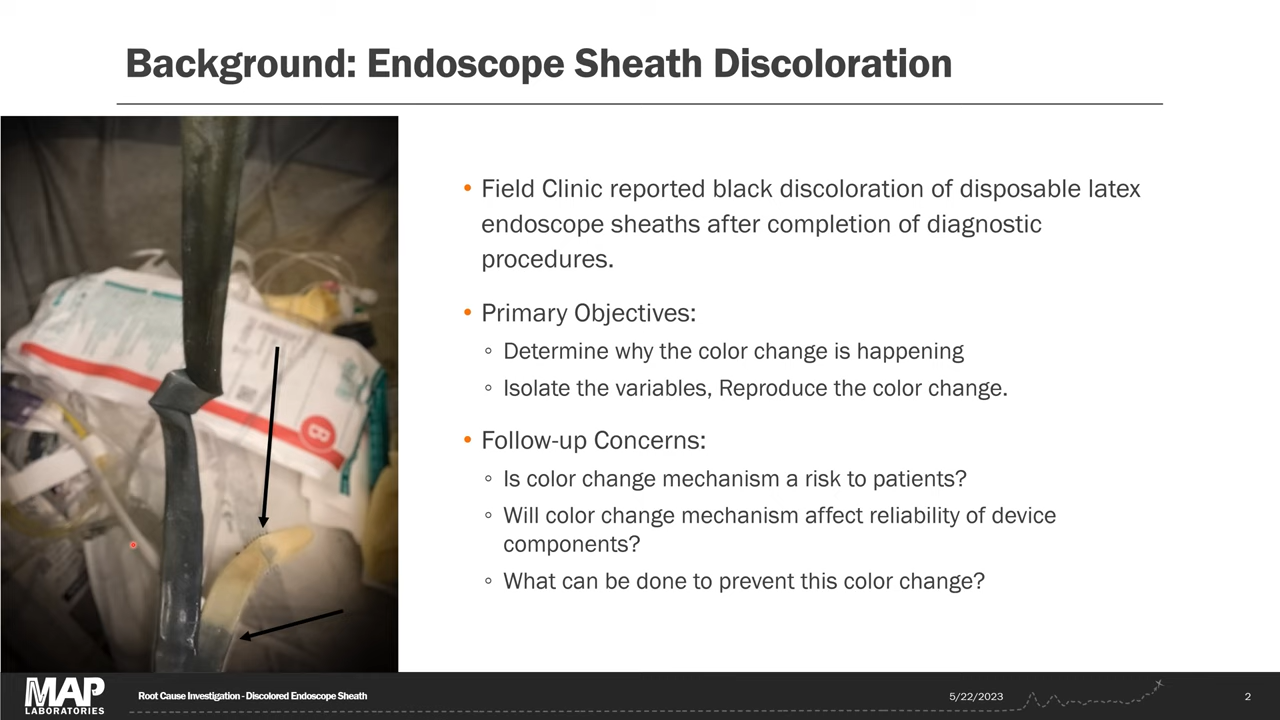 Background: Endoscope Sheath Discoloration
• Field Clinic reported black discoloration of disposable latex
endoscope sheaths after completion of diagnostic
procedures.
• Primary Objectives:
◦ Determine why the color change is happening
◦ Isolate the variables, Reproduce the color change.
• Follow-up Concerns:
◦ Is color change mechanism a risk to patients?
◦ Will color change mechanism affect reliability of device
components?
◦ What can be done to prevent this color change?
MAP
LABORATORIES
Root Cause Investigation - Discolored Endoscope Sheath
5/22/2023
2